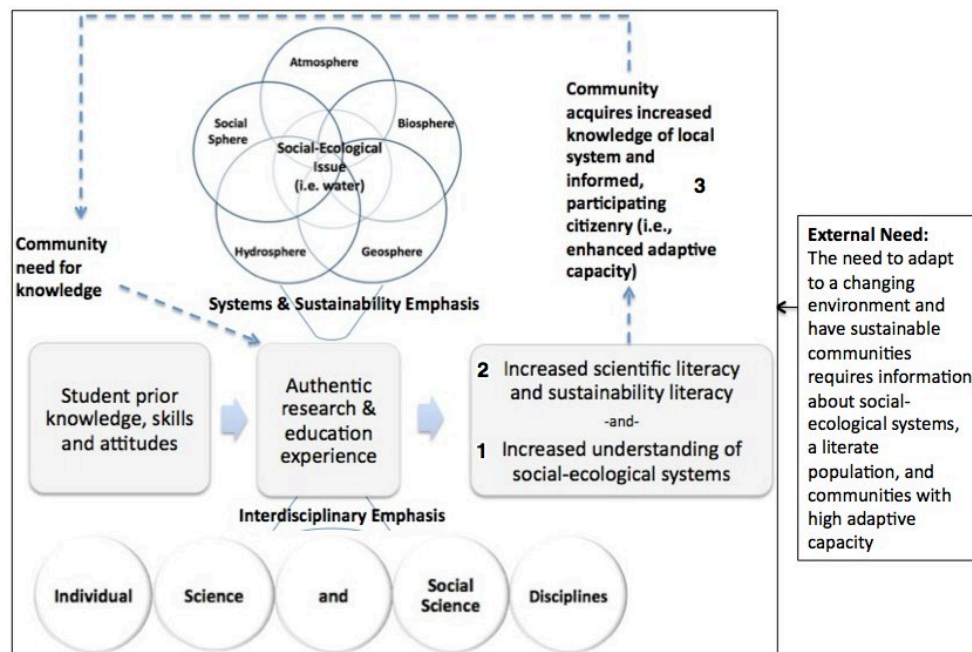 Atmosphere
Social
Sphere
Biosphere
Social-Ecological
Issue
(i.e. water)
Hydrosphere
Geosphere
Community
acquires increased
knowledge of local
system and
informed,
participating
citizenry (i.e.,
enhanced adaptive
capacity)
3
Community
need for
knowledge
Systems & Sustainability Emphasis
Student prior
knowledge, skills
and attitudes
Authentic
research &
education
experience
2 Increased scientific literacy
and sustainability literacy
-and-
1 Increased understanding of
social-ecological systems
Interdisciplinary Emphasis
Individual
Science
and
Social
Science
Disciplines
External Need:
The need to adapt
to a changing
environment and
have sustainable
communities
requires information
about social-
ecological systems,
a literate
population, and
communities with
high adaptive
capacity